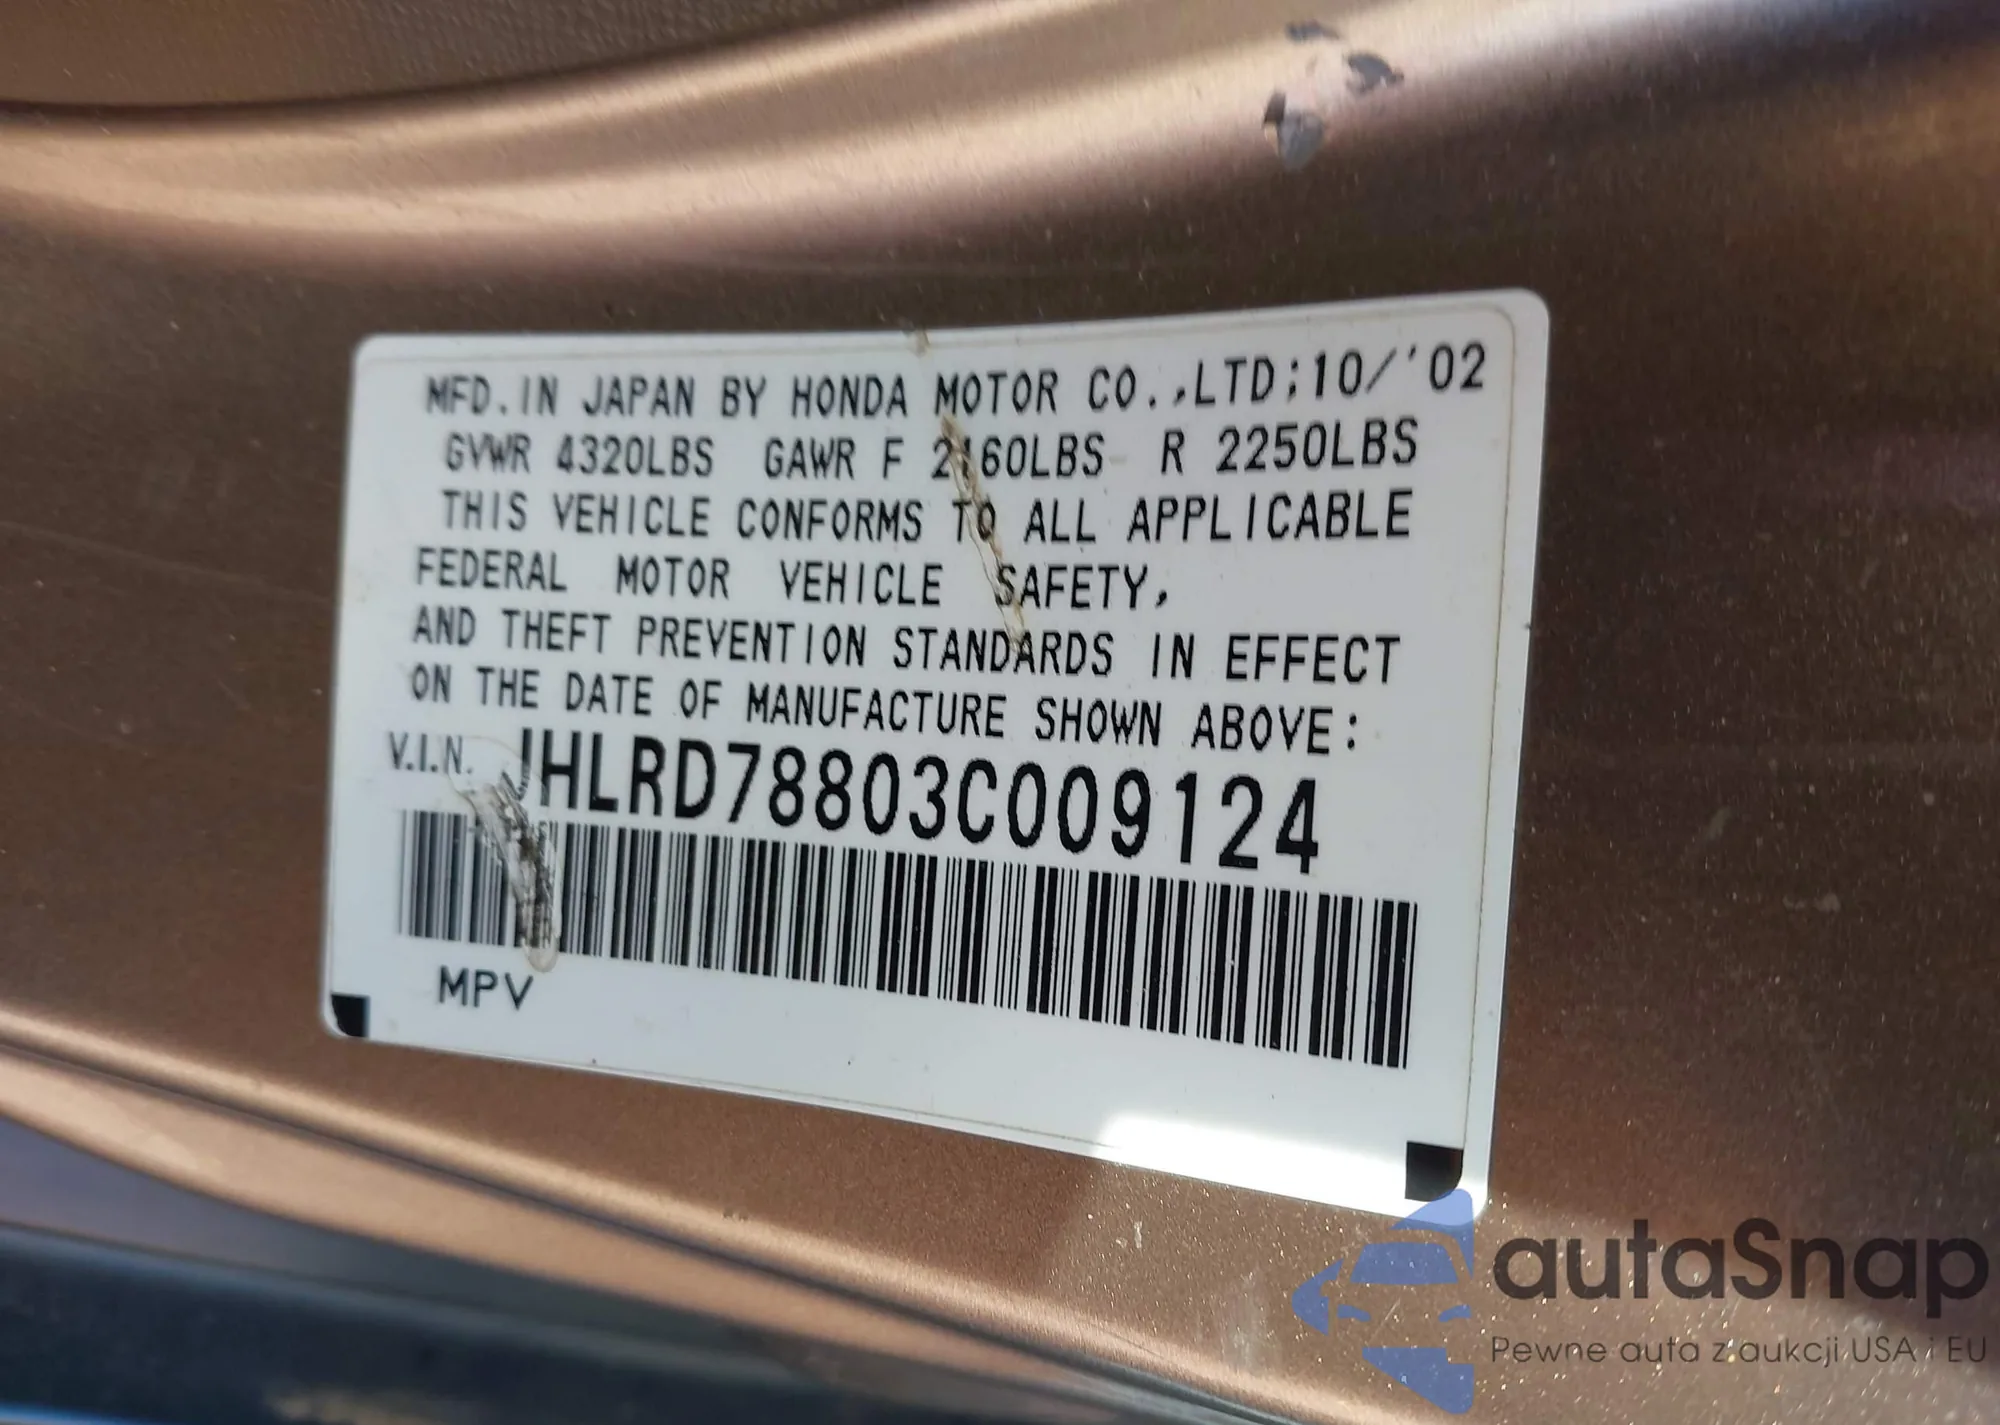 MFD.IN JAPAN BY HONDA MOTOR CO.,LTD;10/'02
GVWR 4320LBS GAWR F 2160LBS R 2250LBS
THIS VEHICLE CONFORMS TO ALL APPLICABLE
FEDERAL MOTOR VEHICLE SAFETY,
AND THEFT PREVENTION STANDARDS IN EFFECT
ON THE DATE OF MANUFACTURE SHOWN ABOVE:
V.I.N. JHLRD78803C009124
MPV
autaSnap
Pewne auta z aukcji USA i EU